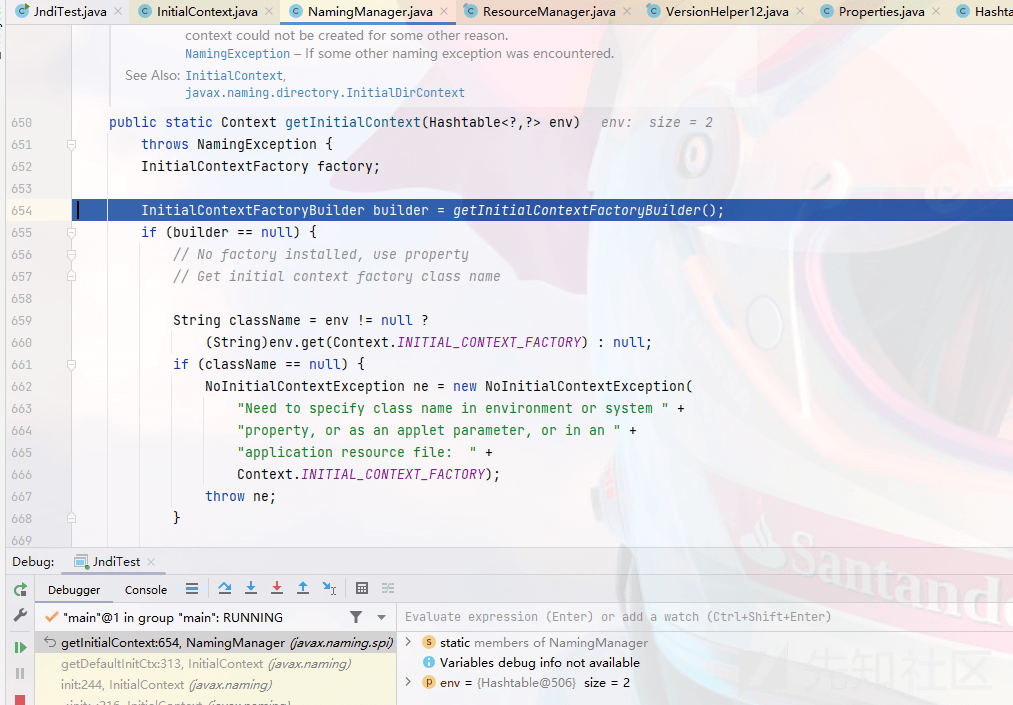 JndiTest.java InitialContext.java NamingManager.java ResourceManager.java VersionHelper12.java Properties.java Hashta
context could not be created for some other reason.
NamingException – If some other naming exception was encountered.
See Also: InitialContext,
javax.naming.directory.InitialDirContext
650 public static Context getInitialContext(Hashtable<?,?> env) env: size = 2
651 throws NamingException {
652 InitialContextFactory factory;
653
654 InitialContextFactoryBuilder builder = getInitialContextFactoryBuilder();
655 if (builder == null) {
656 // No factory installed, use property
657 // Get initial context factory class name
658
659 String className = env != null ?
660 (String)env.get(Context.INITIAL_CONTEXT_FACTORY) : null;
661 if (className == null) {
662 NoInitialContextException ne = new NoInitialContextException(
663 "Need to specify class name in environment or system " +
664 "property, or as an applet parameter, or in an " +
665 "application resource file:  " +
666 Context.INITIAL_CONTEXT_FACTORY);
667 throw ne;
668 }
669
Santand
Debug: JndiTest
Debugger Console
"main"@1 in group "main": RUNNING
Evaluate expression (Enter) or add a watch (Ctrl+Shift+Enter)
getInitialContext:654, NamingManager (javax.naming.spi)
getDefaultInitCtx:313, InitialContext (javax.naming)
init:244, InitialContext (javax.naming)
static members of NamingManager
Variables debug info not available
env = {Hashtable@506} size = 2
先知社区